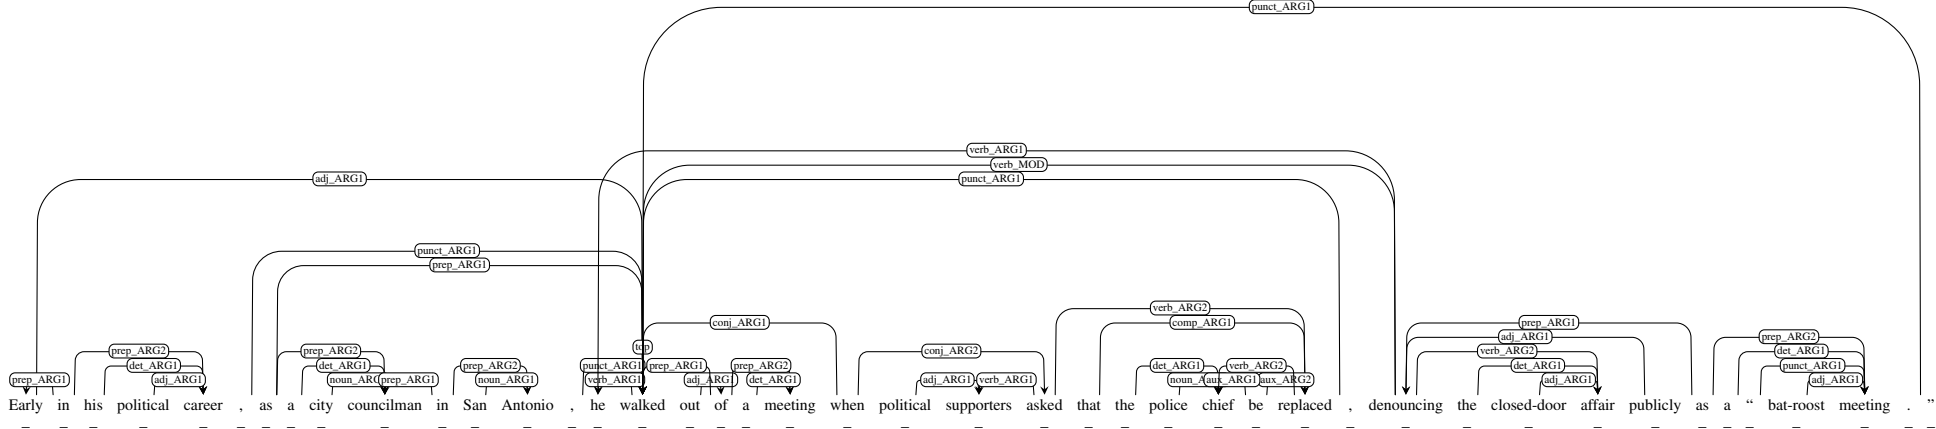 punct_ARG1
verb_ARG1
verb_MOD
adj_ARG1 punct_ARG1
punct_ARG1
prep_ARG1
verb_ARG2
conj_ARG1 comp_ARG1 prep_ARG1
adj_ARG1 prep_ARG2
top
prep_ARG2 prep_ARG2 conj_ARG2 verb_ARG2 det_ARG1
det_ARG1 det_ARG1 prep_ARG2 punct_ARG1 prep_ARG1 prep_ARG2 det_ARG1 verb_ARG2 det_ARG1 punct_ARG1
prep_ARG1 adj_ARG1 prep_ARG1 noun_ARG1 verb_ARG1 adj_ARG1 det_ARG1 adj_ARG1 verb_ARG1 aux_ARG2 adj_ARG1 adj_ARG1
Early in his political career , as a city councilman in San Antonio , he walked out of a meeting when political supporters asked that the police chief be replaced , denouncing the closed-door affair publicly as a “ bat-roost meeting . ”